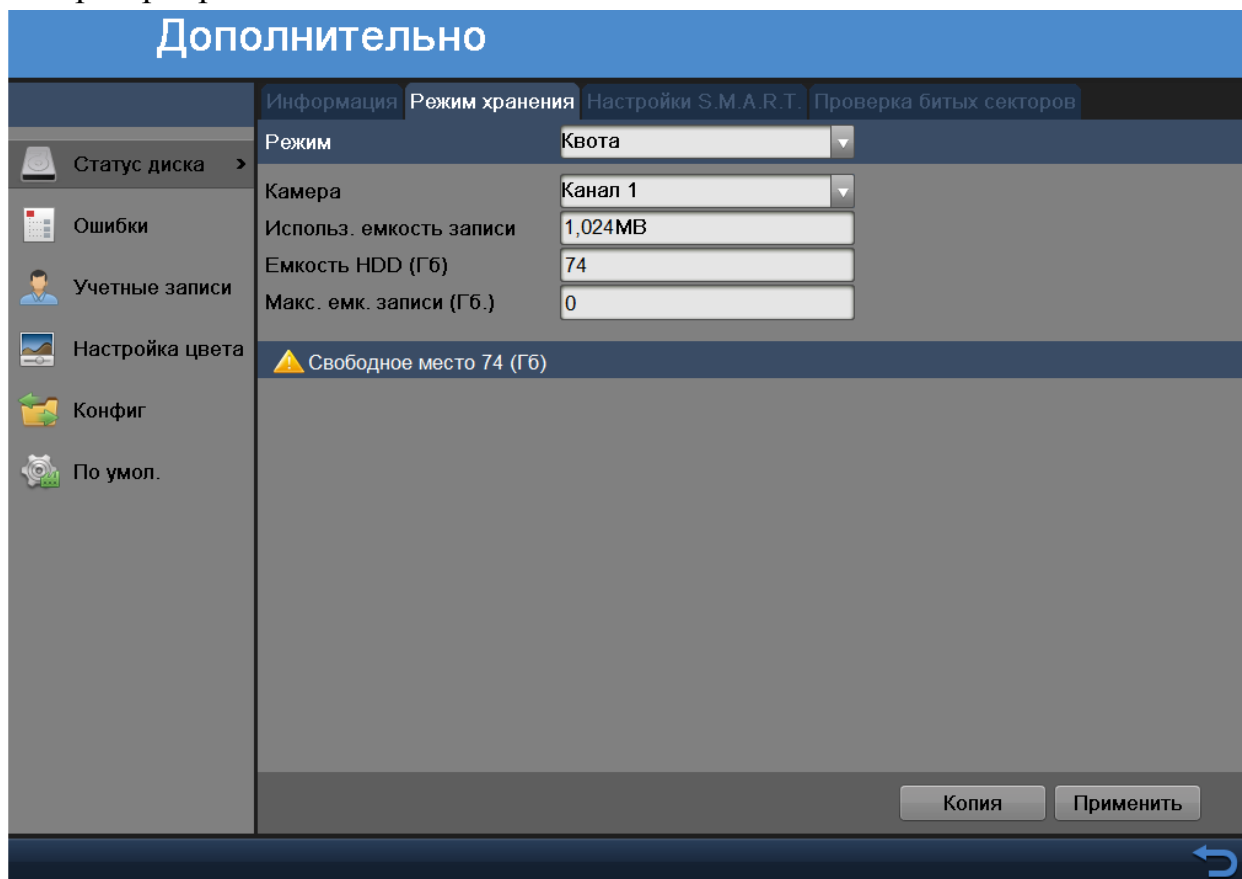 Дополнительно
Информация Режим хранения Настройки S.M.A.R.T. Проверка битых секторов
Режим Квота
Статус диска >
Камера Канал 1
Ошибки
Использ. емкость записи 1,024MB
Емкость HDD (Гб) 74
Учетные записи
Макс. емк. записи (Гб.) 0
Настройка цвета
Свободное место 74 (Гб)
Конфиг
По умол.
Копия Применить